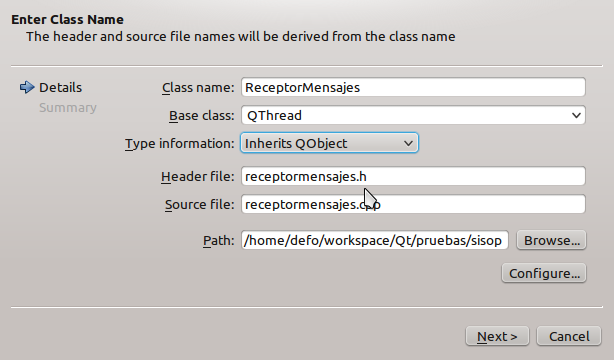 Enter Class Name
The header and source file names will be derived from the class name
Details
Summary
Class name: ReceptorMensajes
Base class: QThread
Type information: Inherits QObject
Header file: receptormensajes.h
Source file: receptormensajes.cpp
Path: /home/defo/workspace/Qt/pruebas/sisop Browse...
Configure...
Next > Cancel